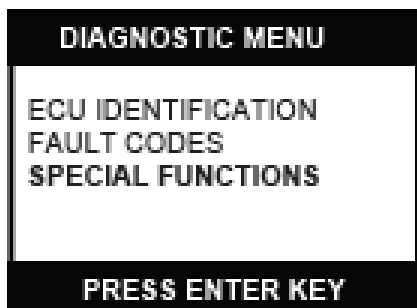 DIAGNOSTIC MENU
ECU IDENTIFICATION
FAULT CODES
SPECIAL FUNCTIONS
PRESS ENTER KEY